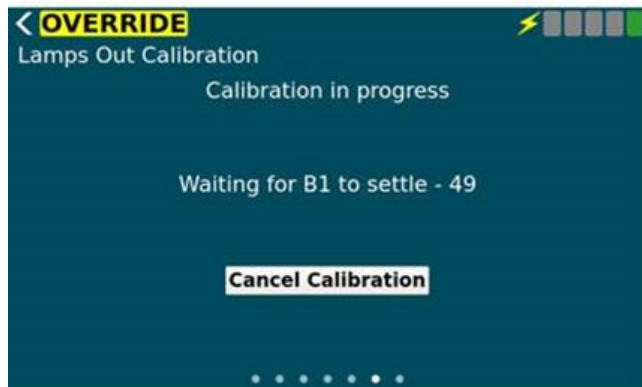 OVERRIDE
Lamps Out Calibration
Calibration in progress
Waiting for B1 to settle - 49
Cancel Calibration